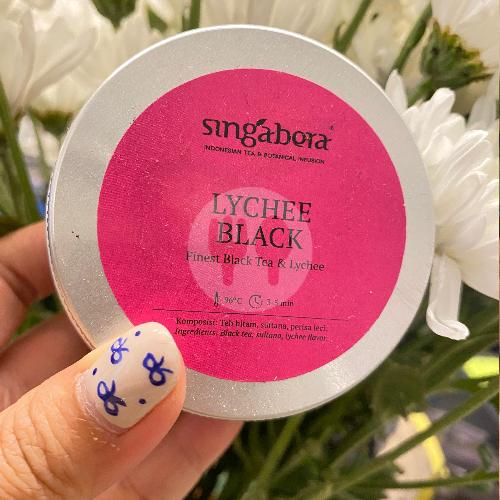 singabera®
INDONESIAN TEA & BOTANICAL INFUSION
LYCHEE
BLACK
Finest Black Tea & Lychee
96°C 3-5 min
Komposisi: Teh hitam, sultana, perisa leci.
Ingredients: Black tea, sultana, lychee flavor.